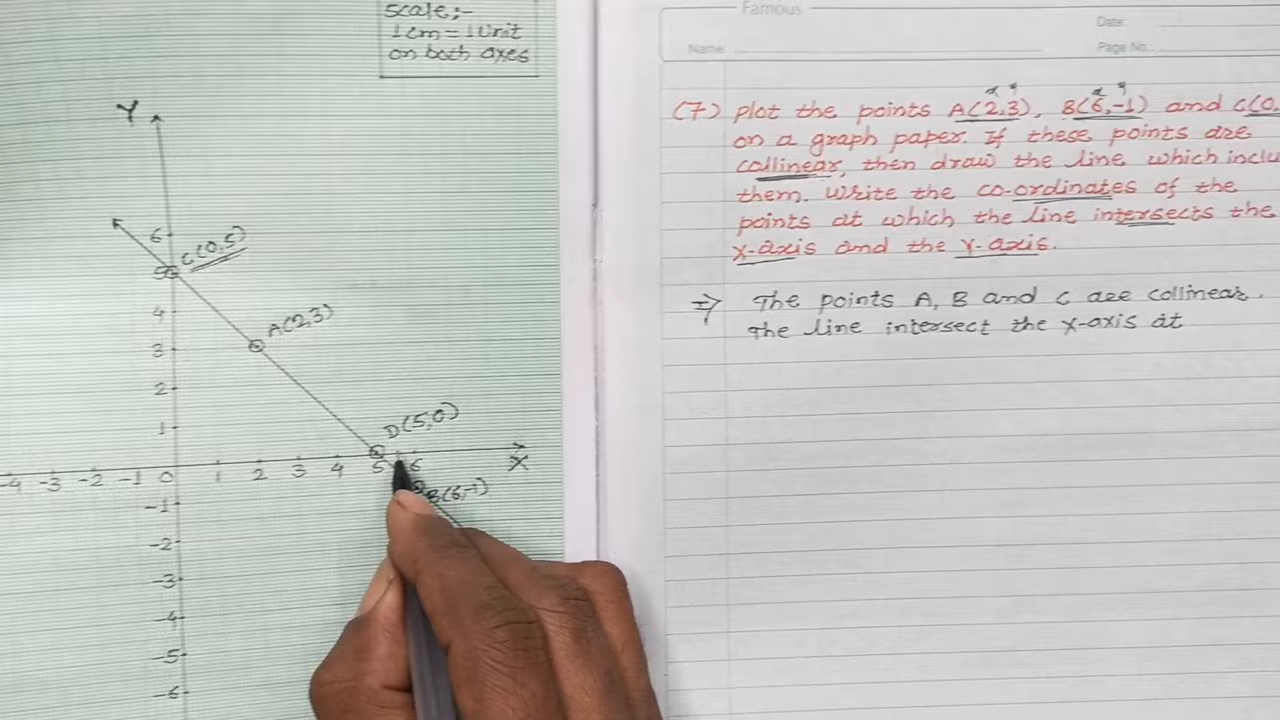 Scale:-
1cm = 1Unit
on both axes
Y
6
C(0,5)
5
4
A(2,3)
3
2
D(5,0)
1
-4 -3 -2 -1 0 1 2 3 4 5 6 X
B(6,-1)
-1
-2
-3
-4
-5
-6
Famous
Date:
Name:
Page No.:
x y x y
(7) Plot the points A(2,3), B(6,-1) and C(0,
on a graph paper. If these points are
collinear, then draw the line which inclu
them. Write the co-ordinates of the
points at which the line intersects the
X-axis and the Y-axis.
⇒ The points A, B and C are collinear.
The line intersect the X-axis at